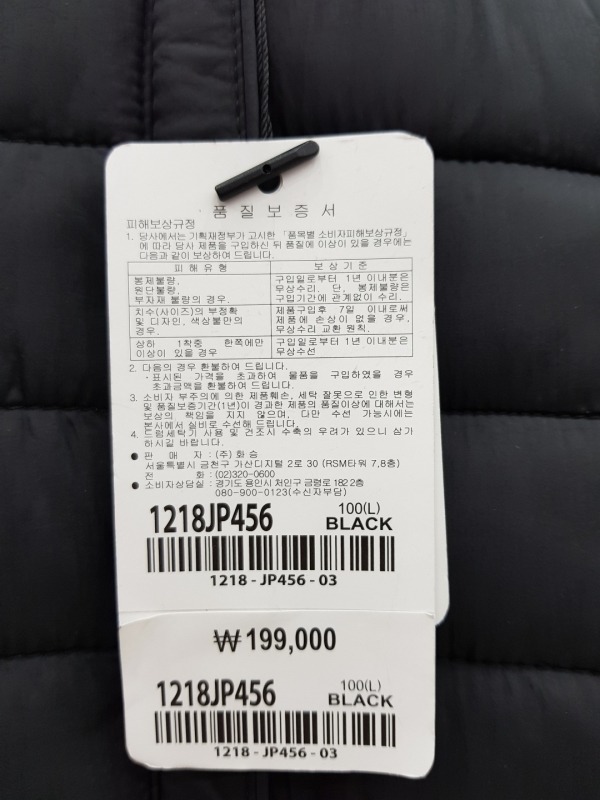 품 질 보 증 서
피해보상규정
1. 당사에서는 기획재정부가 고시한 「품목별 소비자피해보상규정」
에 따라 당사 제품을 구입하신 뒤 품질에 이상이 있을 경우에는
다음과 같이 보상하여 드립니다.
피 해 유 형 보 상 기 준
봉제불량,
원단불량,
부자재 불량의 경우.
구입일로부터 1년 이내분은
무상수리, 단, 봉제불량은
구입기간에 관계없이 수리.
치수(사이즈)의 부정확
및 디자인, 색상불만의
경우.
제품구입후 7일 이내로써
제품에 손상이 없을 경우,
무상수리 교환 원칙.
상하 1착중 한쪽에만
이상이 있을 경우
구입일로부터 1년 이내분은
무상수선
2. 다음의 경우 환불하여 드립니다.
- 표시된 가격을 초과하여 물품을 구입하였을 경우
초과금액을 환불하여 드립니다.
3. 소비자 부주의에 의한 제품훼손, 세탁 잘못으로 인한 변형
및 품질보증기간(1년)이 경과한 제품의 품질이상에 대해서는
보상의 책임을 지지 않으며, 다만 수선 가능시에는
본사에서 실비로 수선해 드립니다.
4. 드럼세탁기 사용 및 건조시 수축의 우려가 있으니 삼가
하시길 바랍니다.
● 판 매 자 : (주) 화 승
서울특별시 금천구 가산디지털 2로 30 (RSM타워 7,8층)
전 화 : (02)320-0600
● 소비자상담실 : 경기도 용인시 처인구 금령로 182 2층
080-900-0123(수신자부담)
1218JP456 100(L)
BLACK
1218 - JP456 - 03
₩ 199,000
1218JP456 100(L)
BLACK
1218 - JP456 - 03